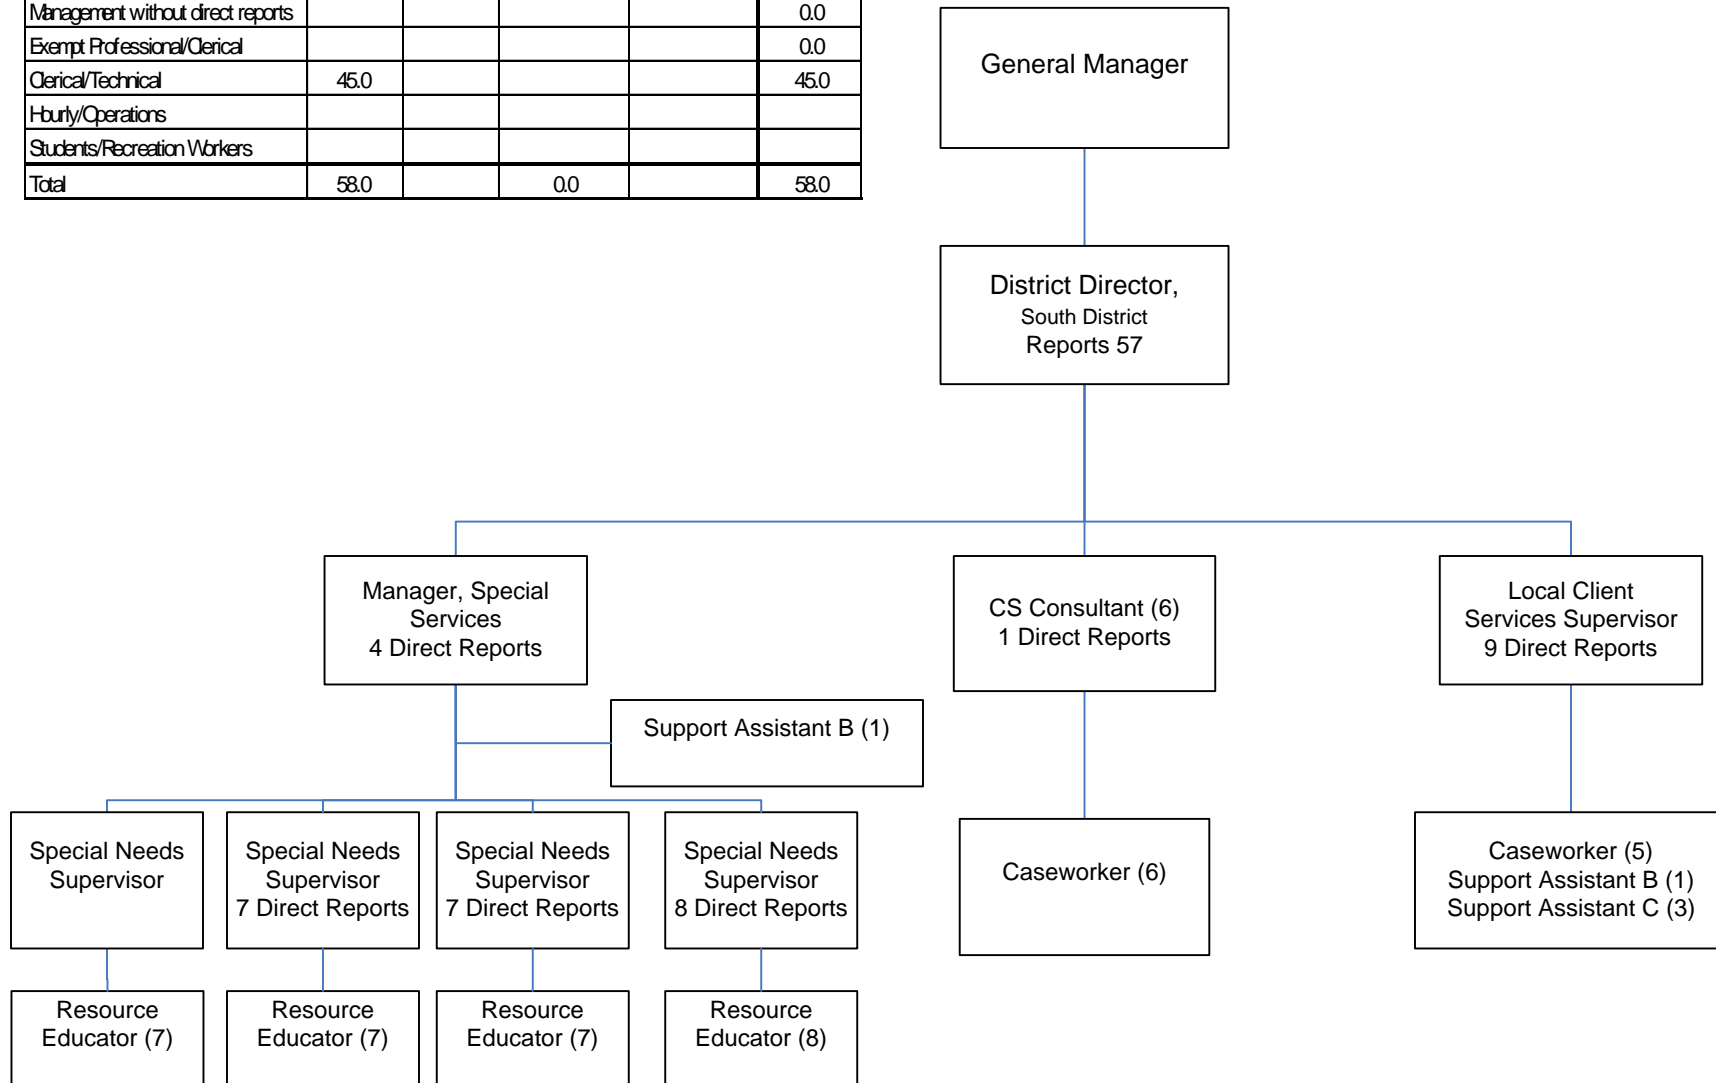 Management without direct reports 0.0
Exempt Professional/Clerical 0.0
Clerical/Technical 45.0 45.0
Hourly/Operations
Students/Recreation Workers
Total 58.0 0.0 58.0
General Manager
District Director,
South District
Reports 57
Manager, Special
Services
4 Direct Reports
CS Consultant (6)
1 Direct Reports
Local Client
Services Supervisor
9 Direct Reports
Support Assistant B (1)
Special Needs
Supervisor
Special Needs
Supervisor
7 Direct Reports
Special Needs
Supervisor
7 Direct Reports
Special Needs
Supervisor
8 Direct Reports
Caseworker (6)
Caseworker (5)
Support Assistant B (1)
Support Assistant C (3)
Resource
Educator (7)
Resource
Educator (7)
Resource
Educator (7)
Resource
Educator (8)